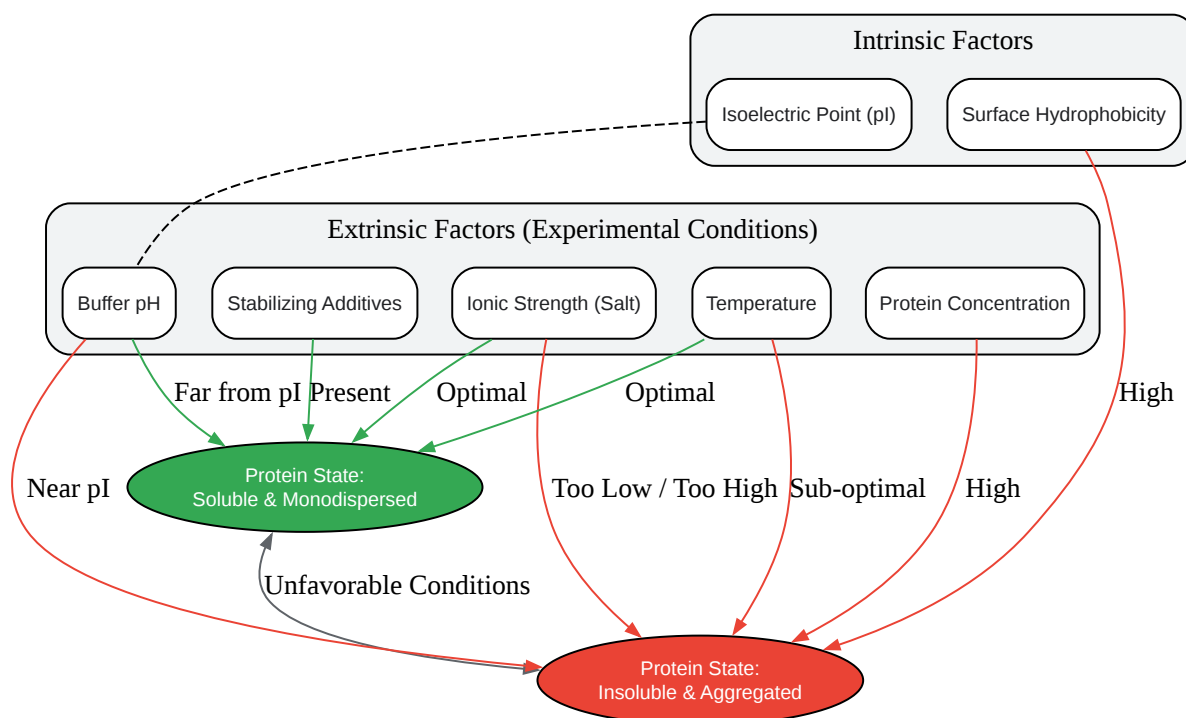 Intrinsic Factors
Isoelectric Point (pI)
Surface Hydrophobicity
Extrinsic Factors (Experimental Conditions)
Buffer pH
Stabilizing Additives
Ionic Strength (Salt)
Temperature
Protein Concentration
Far from pI
Present
Optimal
Optimal
High
Near pI
Protein State:
Soluble & Monodispersed
Too Low / Too High
Sub-optimal
High
Unfavorable Conditions
Protein State:
Insoluble & Aggregated